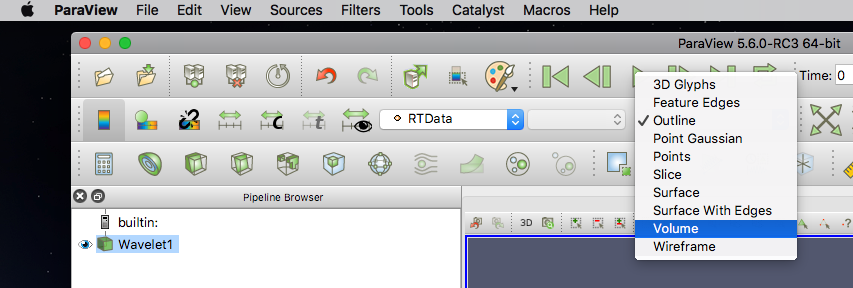 ParaView File Edit View Sources Filters Tools Catalyst Macros Help
ParaView 5.6.0-RC3 64-bit
Time: 0
3D Glyphs
Feature Edges
Outline
Point Gaussian
Points
Slice
Surface
Surface With Edges
Volume
Wireframe
RTData
Pipeline Browser
builtin:
Wavelet1
3D